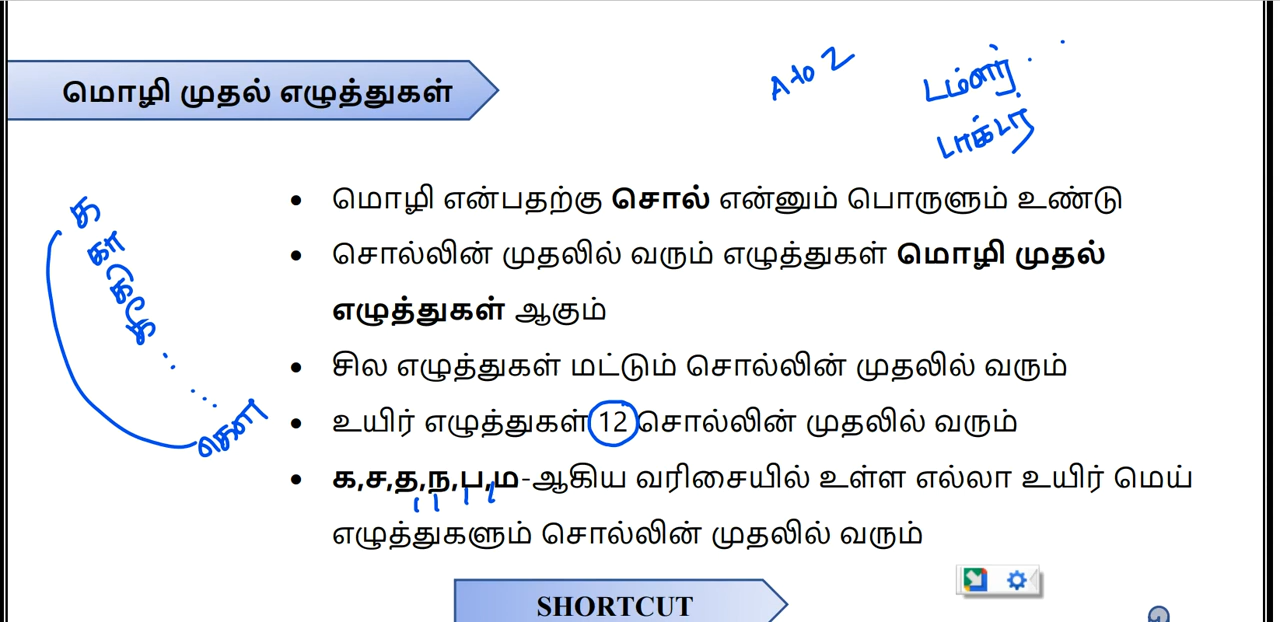 A to Z
டம்ளர்
டாக்டர்
மொழி முதல் எழுத்துகள்
• மொழி என்பதற்கு சொல் என்னும் பொருளும் உண்டு
• சொல்லின் முதலில் வரும் எழுத்துகள் மொழி முதல்
எழுத்துகள் ஆகும்
• சில எழுத்துகள் மட்டும் சொல்லின் முதலில் வரும்
• உயிர் எழுத்துகள் 12 சொல்லின் முதலில் வரும்
• க,ச,த,ந,ப,ம-ஆகிய வரிசையில் உள்ள எல்லா உயிர் மெய்
எழுத்துகளும் சொல்லின் முதலில் வரும்
க
கா
கி
கீ
கௌ
SHORTCUT